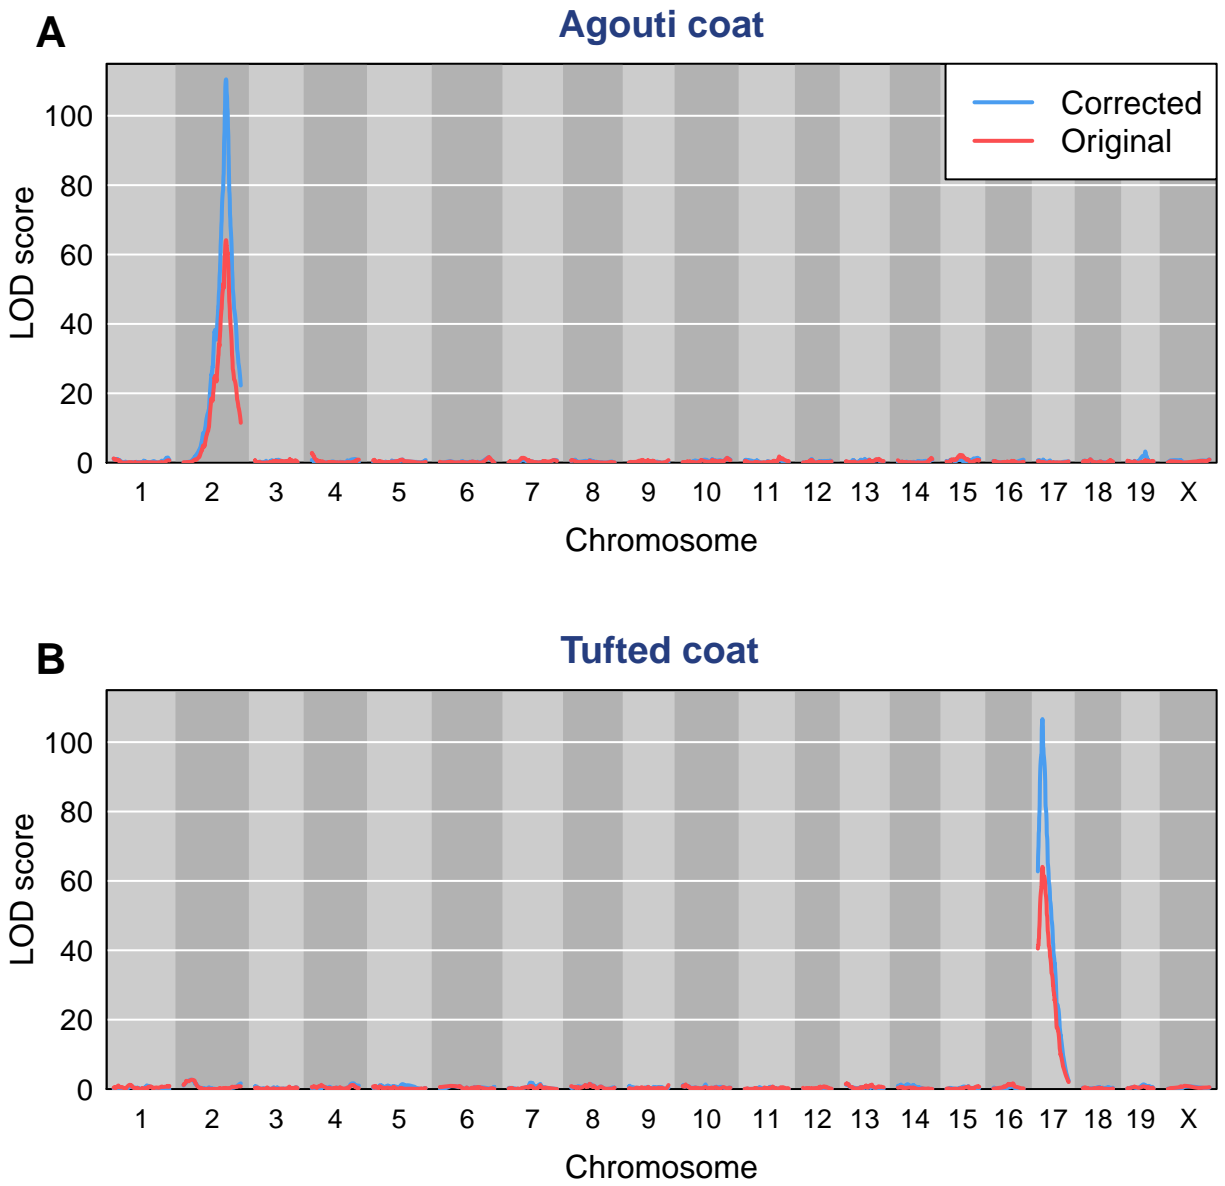 A
Agouti coat
Corrected
Original
100
80
60
40
20
0
LOD score
1 2 3 4 5 6 7 8 9 10 11 12 13 14 15 16 17 18 19 X
Chromosome
B
Tufted coat
100
80
60
40
20
0
LOD score
1 2 3 4 5 6 7 8 9 10 11 12 13 14 15 16 17 18 19 X
Chromosome